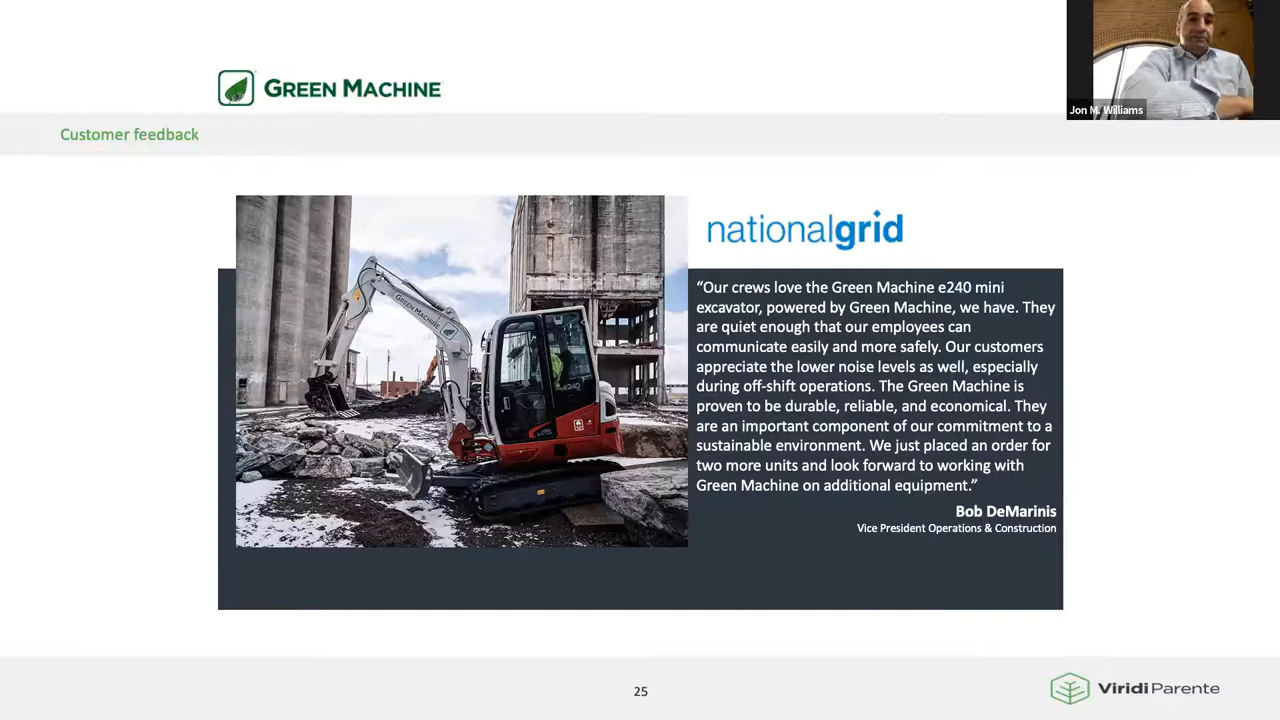 GREEN MACHINE
Jon M. Williams
Customer feedback
nationalgrid
GREEN MACHINE
e240
“Our crews love the Green Machine e240 mini
excavator, powered by Green Machine, we have. They
are quiet enough that our employees can
communicate easily and more safely. Our customers
appreciate the lower noise levels as well, especially
during off-shift operations. The Green Machine is
proven to be durable, reliable, and economical. They
are an important component of our commitment to a
sustainable environment. We just placed an order for
two more units and look forward to working with
Green Machine on additional equipment.”
Bob DeMarinis
Vice President Operations & Construction
25
ViridiParente